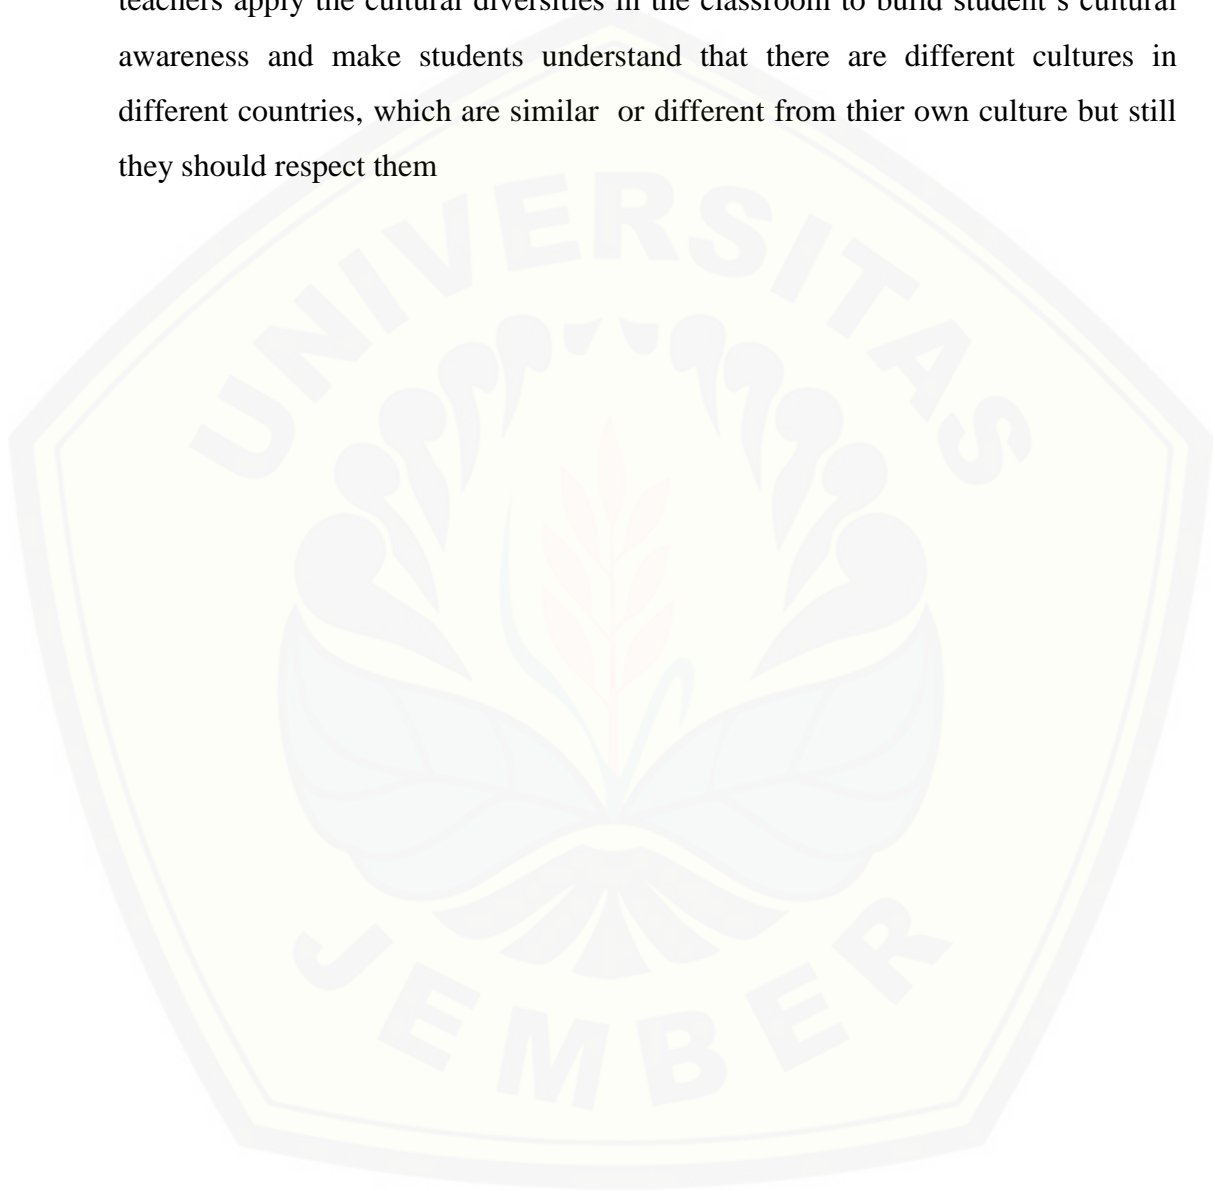 teachers apply the cultural diversities in the classroom to build student's cultural
awareness and make students understand that there are different cultures in
different countries, which are similar or different from thier own culture but still
they should respect them
UNIVERSITAS
JEMBER